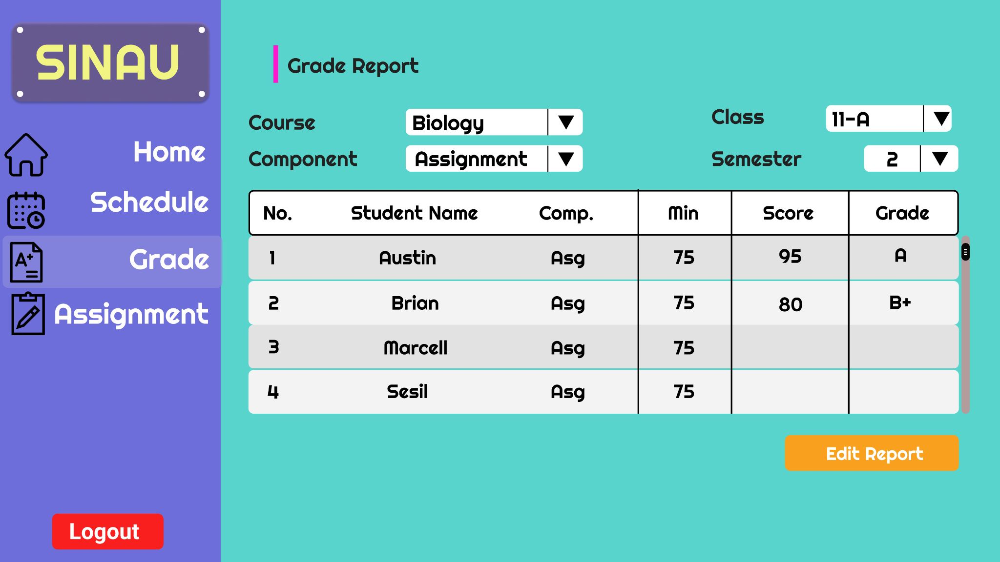 SINAU
Home
Schedule
A+
Grade
Assignment
Logout
Grade Report
Course Biology ▼ Class 11-A ▼
Component Assignment ▼ Semester 2 ▼
No. Student Name Comp. Min Score Grade
1 Austin Asg 75 95 A
2 Brian Asg 75 80 B+
3 Marcell Asg 75
4 Sesil Asg 75
Edit Report